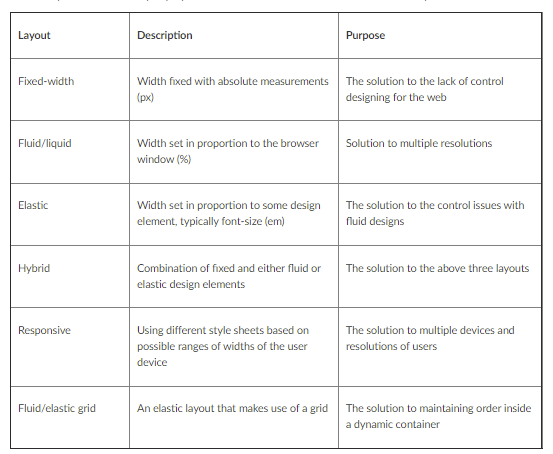 Layout Description Purpose
Fixed-width Width fixed with absolute measurements The solution to the lack of control
(px) designing for the web
Fluid/liquid Width set in proportion to the browser Solution to multiple resolutions
window (%)
Elastic Width set in proportion to some design The solution to the control issues with
element, typically font-size (em) fluid designs
Hybrid Combination of fixed and either fluid or The solution to the above three layouts
elastic design elements
Responsive Using different style sheets based on The solution to multiple devices and
possible ranges of widths of the user resolutions of users
device
Fluid/elastic grid An elastic layout that makes use of a grid The solution to maintaining order inside
a dynamic container